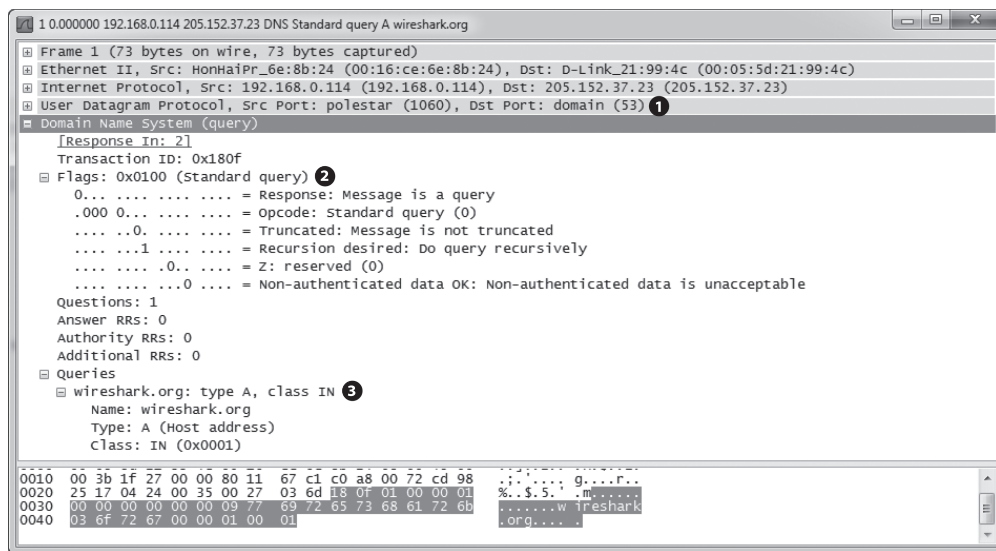 1 0.000000 192.168.0.114 205.152.37.23 DNS Standard query A wireshark.org
Frame 1 (73 bytes on wire, 73 bytes captured)
Ethernet II, Src: HonHaiPr_6e:8b:24 (00:16:ce:6e:8b:24), Dst: D-Link_21:99:4c (00:05:5d:21:99:4c)
Internet Protocol, Src: 192.168.0.114 (192.168.0.114), Dst: 205.152.37.23 (205.152.37.23)
User Datagram Protocol, Src Port: polestar (1060), Dst Port: domain (53) 1
Domain Name System (query)
[Response In: 2]
Transaction ID: 0x180f
Flags: 0x0100 (Standard query) 2
0... .... .... .... = Response: Message is a query
.000 0... .... .... = Opcode: Standard query (0)
.... ..0. .... .... = Truncated: Message is not truncated
.... ...1 .... .... = Recursion desired: Do query recursively
.... .... .0.. .... = Z: reserved (0)
.... .... ...0 .... = Non-authenticated data OK: Non-authenticated data is unacceptable
Questions: 1
Answer RRs: 0
Authority RRs: 0
Additional RRs: 0
Queries
wireshark.org: type A, class IN 3
Name: wireshark.org
Type: A (Host address)
Class: IN (0x0001)
0010 00 3b 1f 27 00 00 80 11 67 c1 c0 a8 00 72 cd 98 .;.'.... g....r..
0020 25 17 04 24 00 35 00 27 03 6d 18 0f 01 00 00 01 %..$.5.' .m......
0030 00 00 00 00 00 00 09 77 69 72 65 73 68 61 72 6b .......w ireshark
0040 03 6f 72 67 00 00 01 00 01 .org.... .